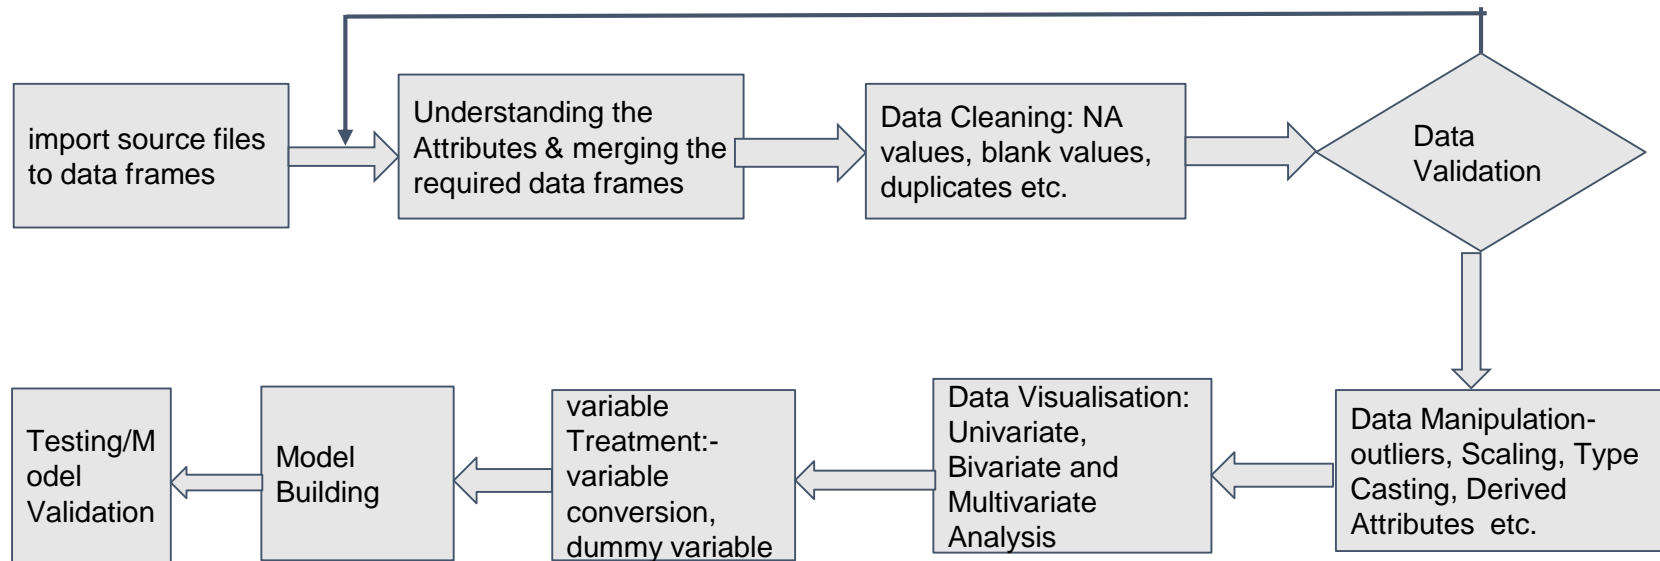 import source files
to data frames
Understanding the
Attributes & merging the
required data frames
Data Cleaning: NA
values, blank values,
duplicates etc.
Data
Validation
Data Manipulation-
outliers, Scaling, Type
Casting, Derived
Attributes etc.
Data Visualisation:
Univariate,
Bivariate and
Multivariate
Analysis
variable
Treatment:-
variable
conversion,
dummy variable
Model
Building
Testing/M
odel
Validation